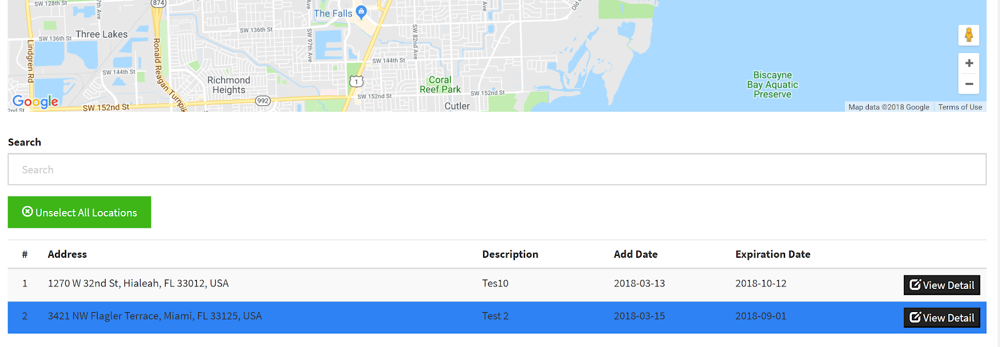 874
The Falls
Old
SW 128th St
SW 136th St
Three Lakes
SW 136th St
Lindgren Rd
Ronald Reagan Turnpik
SW 97th Ave
SW 82nd Ave
SW 144th St
SW 144th St
Richmond
Heights
1
Coral
Reef Park
Biscayne
Bay Aquatic
Preserve
Google
992
SW 152nd St
SW 152nd St
SW 152nd St
2nd St
Cutler
Map data ©2018 Google
Terms of Use
Search
Search
Unselect All Locations
# Address Description Add Date Expiration Date
1 1270 W 32nd St, Hialeah, FL 33012, USA Tes10 2018-03-13 2018-10-12 View Detail
2 3421 NW Flagler Terrace, Miami, FL 33125, USA Test 2 2018-03-15 2018-09-01 View Detail